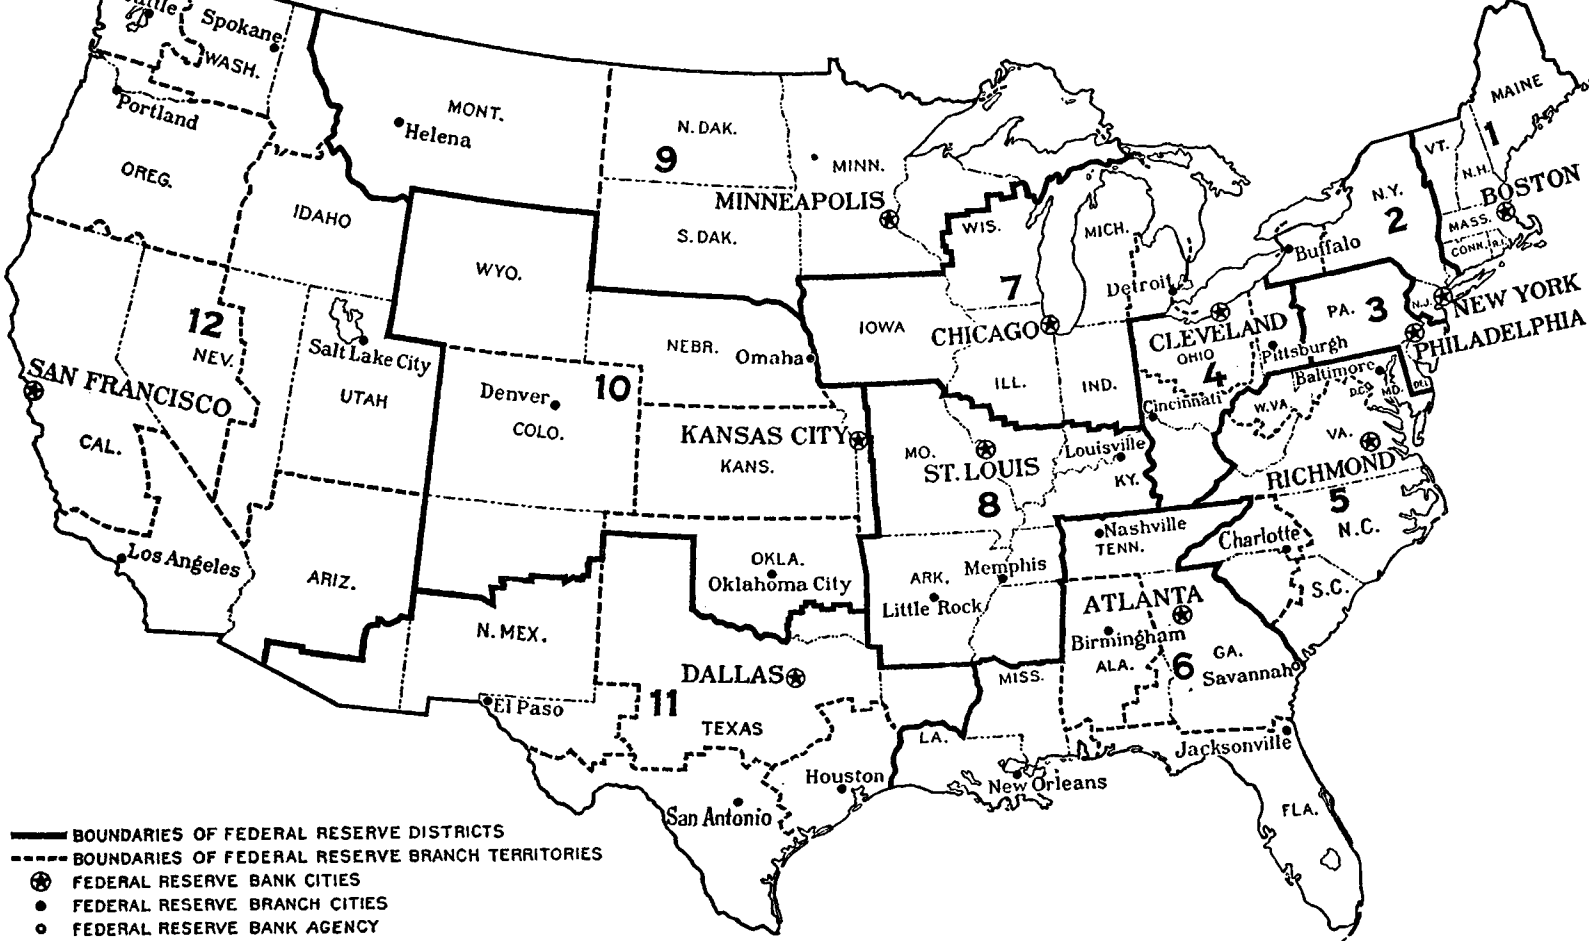 Spokane
WASH.
Portland
OREG.
MONT.
Helena
IDAHO
N. DAK.
9
S. DAK.
MINN.
MINNEAPOLIS
WIS.
MICH.
7
Detroit
WYO.
12
NEV.
Salt Lake City
UTAH
SAN FRANCISCO
CAL.
Los Angeles
ARIZ.
NEBR.
Omaha
IOWA
CHICAGO
ILL.
IND.
Denver
10
COLO.
KANSAS CITY
KANS.
MO.
ST. LOUIS
8
Louisville
KY.
CLEVELAND
OHIO
4
Cincinnati
Pittsburgh
PA.
3
N.J.
NEW YORK
PHILADELPHIA
MAINE
1
VT.
N.H.
BOSTON
MASS.
CONN.
R.I.
N.Y.
2
Buffalo
Baltimore
D.C.
MD.
DEL.
W.VA.
VA.
RICHMOND
5
N.C.
Charlotte
S.C.
Nashville
TENN.
Memphis
ARK.
Little Rock
OKLA.
Oklahoma City
N. MEX.
El Paso
11
DALLAS
TEXAS
Houston
San Antonio
LA.
New Orleans
MISS.
ATLANTA
Birmingham
ALA.
6
GA.
Savannah
Jacksonville
FLA.
BOUNDARIES OF FEDERAL RESERVE DISTRICTS
BOUNDARIES OF FEDERAL RESERVE BRANCH TERRITORIES
FEDERAL RESERVE BANK CITIES
FEDERAL RESERVE BRANCH CITIES
FEDERAL RESERVE BANK AGENCY